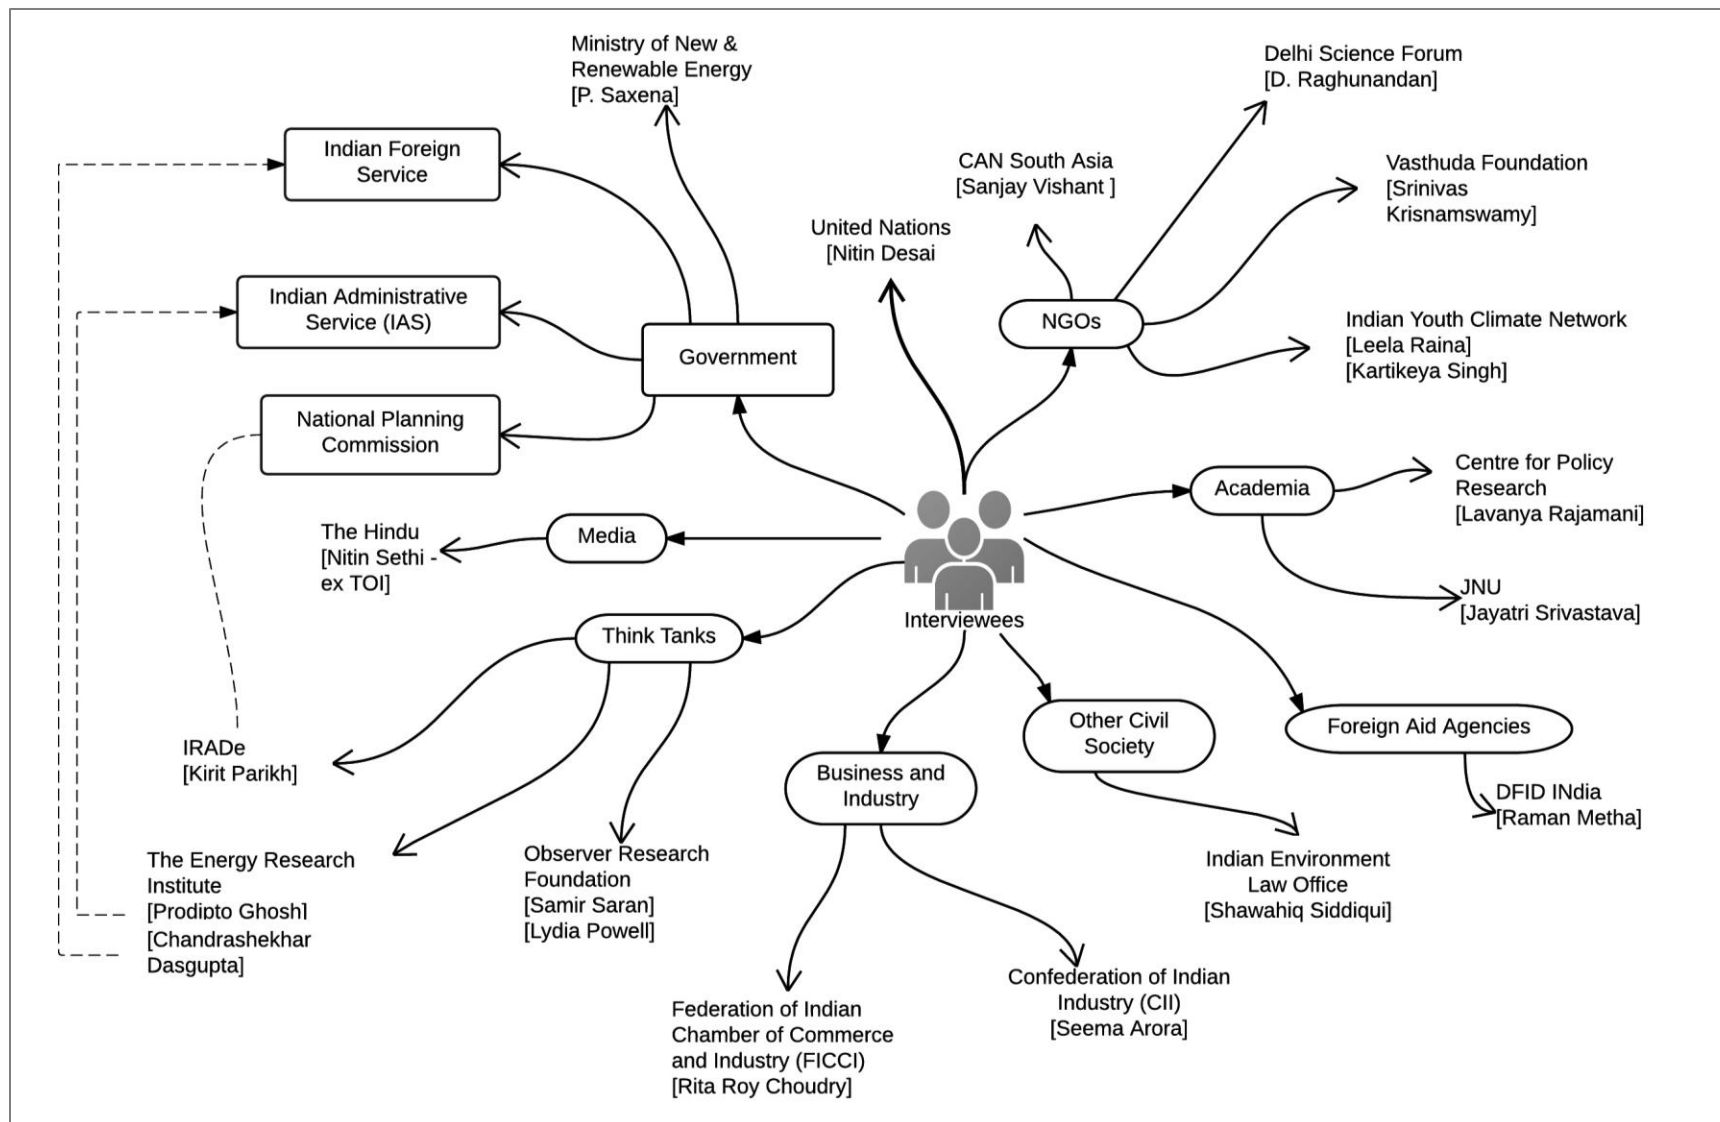 Ministry of New &
Renewable Energy
[P. Saxena]
Delhi Science Forum
[D. Raghunandan]
Indian Foreign
Service
CAN South Asia
[Sanjay Vishant ]
Vasthuda Foundation
[Srinivas
Krisnamswamy]
United Nations
[Nitin Desai
Indian Administrative
Service (IAS)
Government
NGOs
Indian Youth Climate Network
[Leela Raina]
[Kartikeya Singh]
National Planning
Commission
Academia
Centre for Policy
Research
[Lavanya Rajamani]
The Hindu
[Nitin Sethi -
ex TOI]
Media
Interviewees
JNU
[Jayatri Srivastava]
Think Tanks
IRADe
[Kirit Parikh]
Other Civil
Society
Foreign Aid Agencies
Business and
Industry
DFID INdia
[Raman Metha]
The Energy Research
Institute
[Prodipto Ghosh]
[Chandrashekhar
Dasgupta]
Observer Research
Foundation
[Samir Saran]
[Lydia Powell]
Indian Environment
Law Office
[Shawahiq Siddiqui]
Federation of Indian
Chamber of Commerce
and Industry (FICCI)
[Rita Roy Choudry]
Confederation of Indian
Industry (CII)
[Seema Arora]